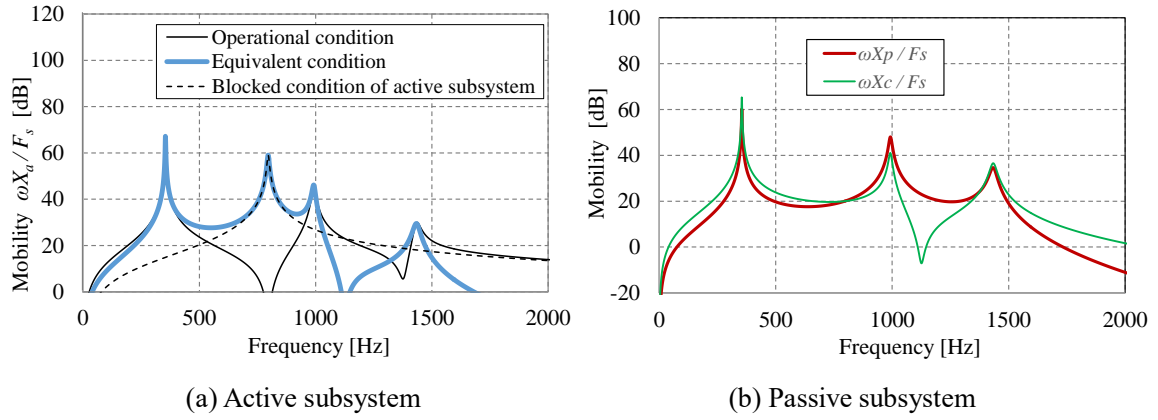 120
100
80
60
40
20
0
Mobility ωXₐ / Fₛ [dB]
Operational condition
Equivalent condition
Blocked condition of active subsystem
0 500 1000 1500 2000
Frequency [Hz]
(a) Active subsystem
100
80
60
40
20
0
-20
Mobility [dB]
ωXp / Fs
ωXc / Fs
0 500 1000 1500 2000
Frequency [Hz]
(b) Passive subsystem